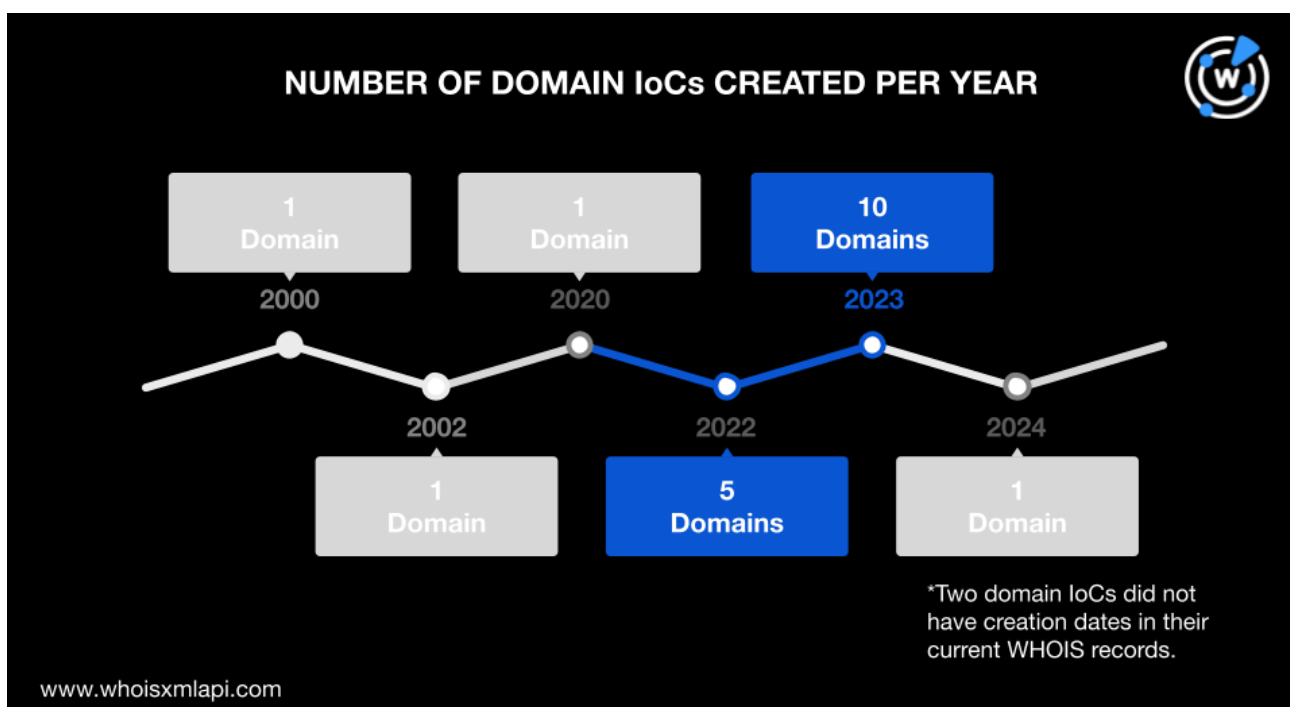 NUMBER OF DOMAIN IoCs CREATED PER YEAR
W
1
Domain
1
Domain
10
Domains
2000
2020
2023
2002
2022
2024
1
Domain
5
Domains
1
Domain
*Two domain IoCs did not
have creation dates in their
current WHOIS records.
www.whoisxmlapi.com